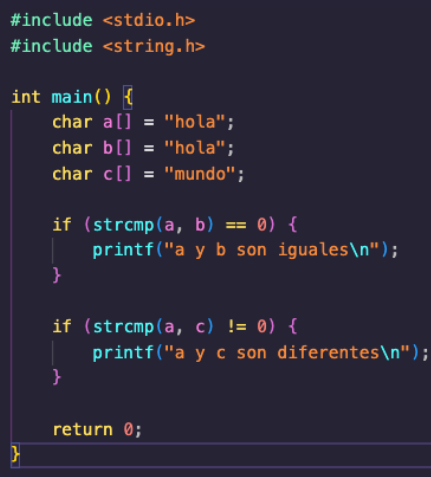 #include <stdio.h>
#include <string.h>

int main() {
    char a[] = "hola";
    char b[] = "hola";
    char c[] = "mundo";

    if (strcmp(a, b) == 0) {
        printf("a y b son iguales\n");
    }

    if (strcmp(a, c) != 0) {
        printf("a y c son diferentes\n");
    }

    return 0;
}